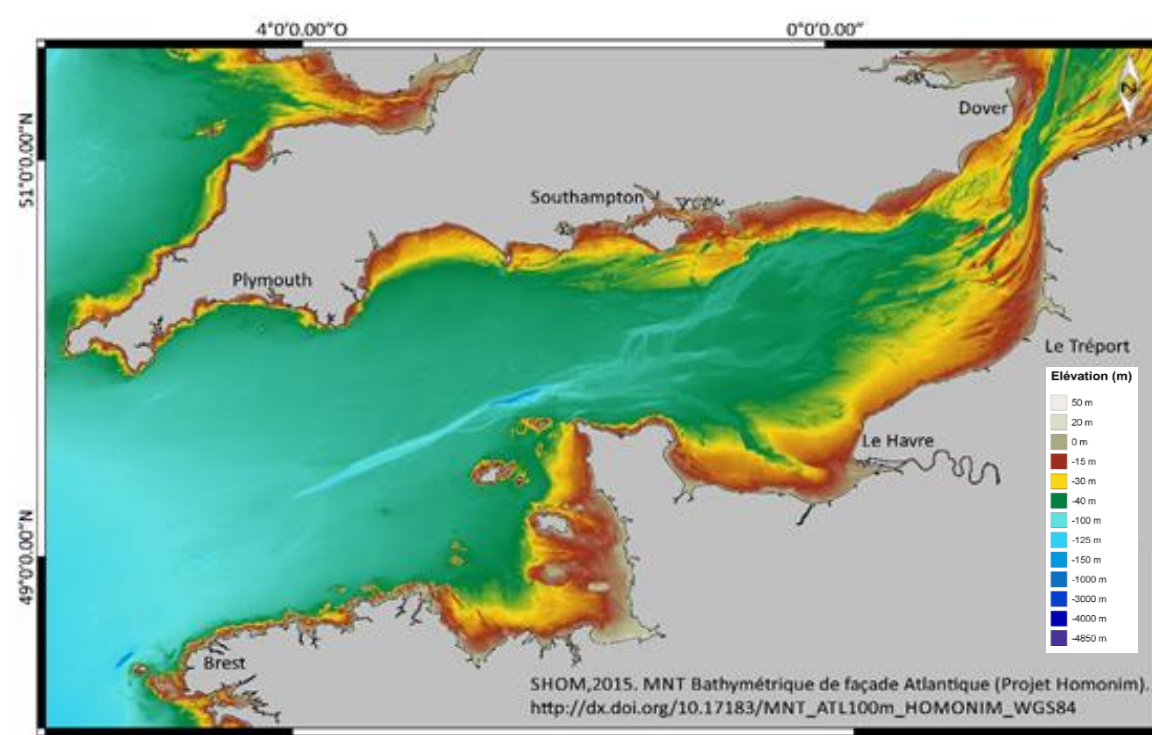 4°0'0.00"O
0°0'0.00"
51°0'0.00"N
49°0'0.00"N
N
Dover
Southampton
Plymouth
Le Tréport
Le Havre
Brest
Elévation (m)
50 m
20 m
0 m
-15 m
-30 m
-40 m
-100 m
-125 m
-150 m
-1000 m
-3000 m
-4000 m
-4850 m
SHOM,2015. MNT Bathymétrique de façade Atlantique (Projet Homonim).
http://dx.doi.org/10.17183/MNT_ATL100m_HOMONIM_WGS84